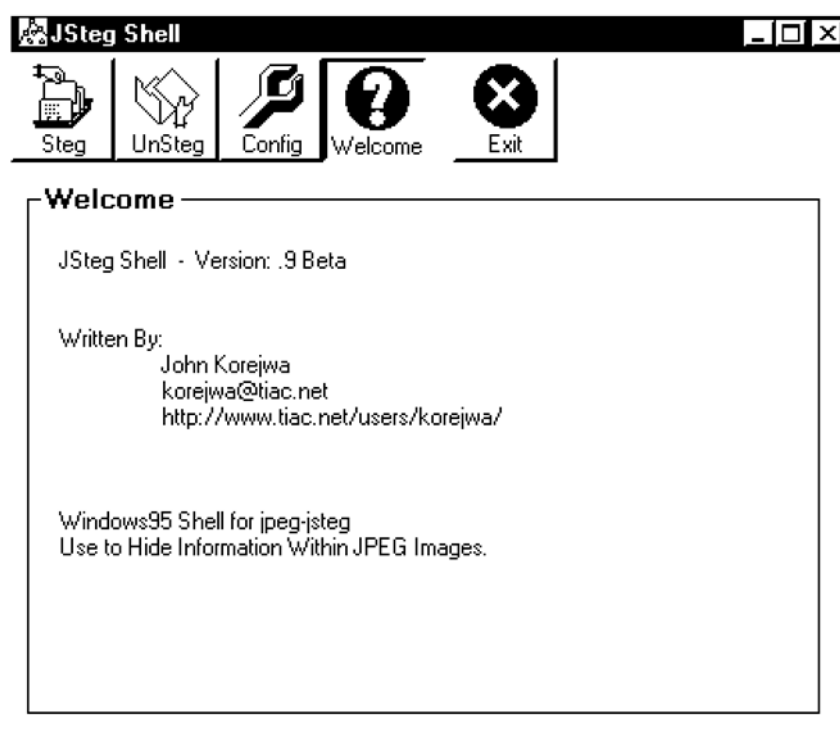 JSteg Shell
Steg UnSteg Config Welcome Exit
Welcome
JSteg Shell - Version: .9 Beta
Written By:
John Korejwa
korejwa@tiac.net
http://www.tiac.net/users/korejwa/
Windows95 Shell for jpeg-jsteg
Use to Hide Information Within JPEG Images.